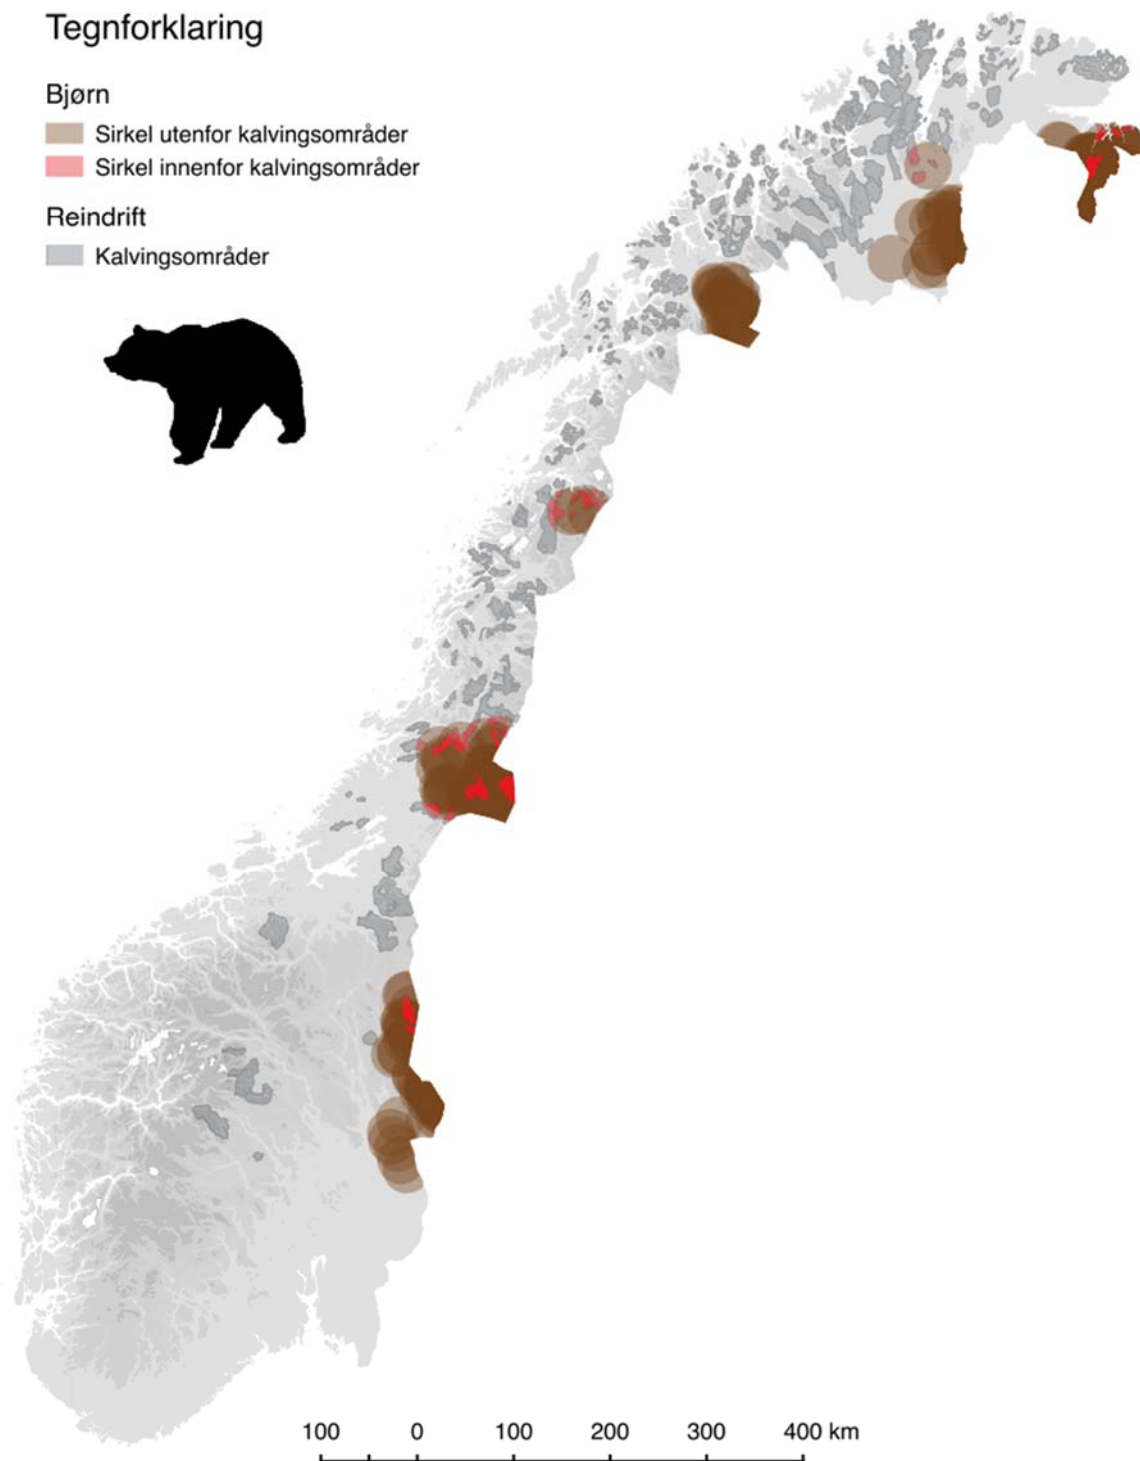 Tegnforklaring
Bjørn
Sirkel utenfor kalvingsområder
Sirkel innenfor kalvingsområder
Reindrift
Kalvingsområder
100 0 100 200 300 400 km